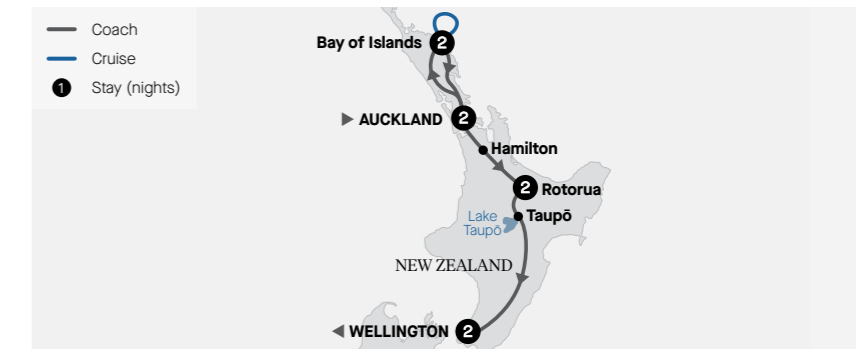 Coach
Cruise
1 Stay (nights)
Bay of Islands 2
AUCKLAND 2
Hamilton
2 Rotorua
Taupō
Lake
Taupō
NEW ZEALAND
WELLINGTON 2